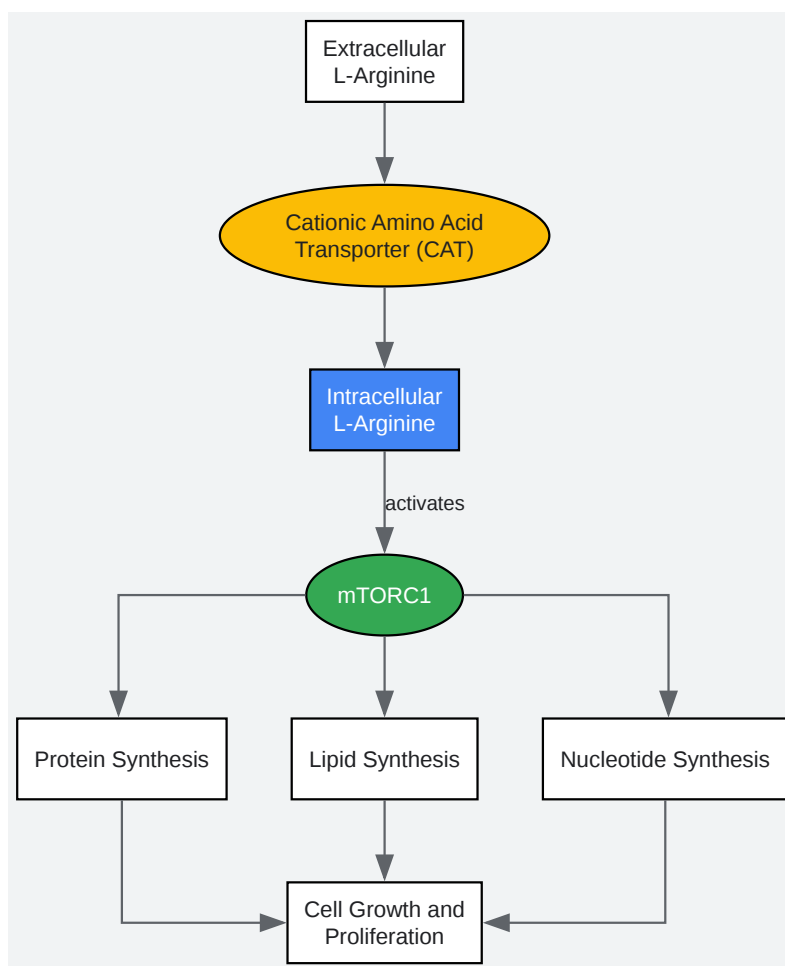 Extracellular
L-Arginine
Cationic Amino Acid
Transporter (CAT)
Intracellular
L-Arginine
activates
mTORC1
Protein Synthesis
Lipid Synthesis
Nucleotide Synthesis
Cell Growth and
Proliferation